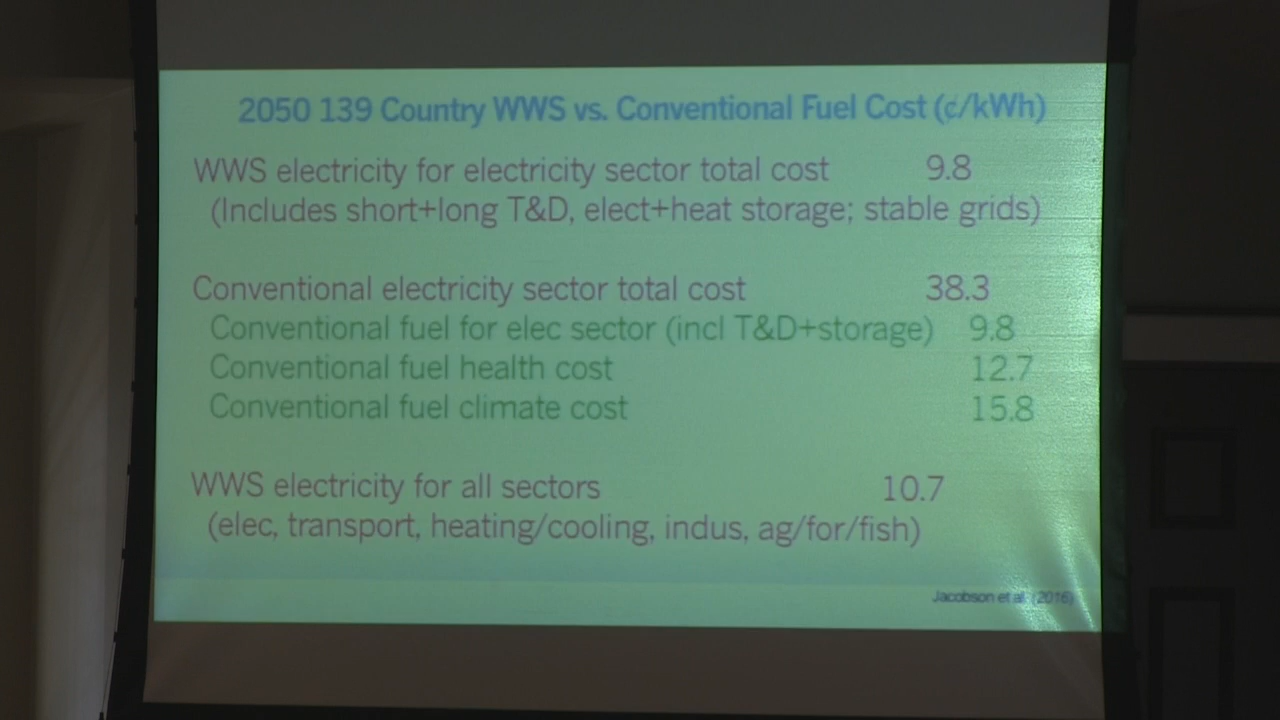 2050 139 Country WWS vs. Conventional Fuel Cost (¢/kWh)
WWS electricity for electricity sector total cost 9.8
(Includes short+long T&D, elect+heat storage; stable grids)
Conventional electricity sector total cost 38.3
Conventional fuel for elec sector (incl T&D+storage) 9.8
Conventional fuel health cost 12.7
Conventional fuel climate cost 15.8
WWS electricity for all sectors 10.7
(elec, transport, heating/cooling, indus, ag/for/fish)
Jacobson et al. (2016)